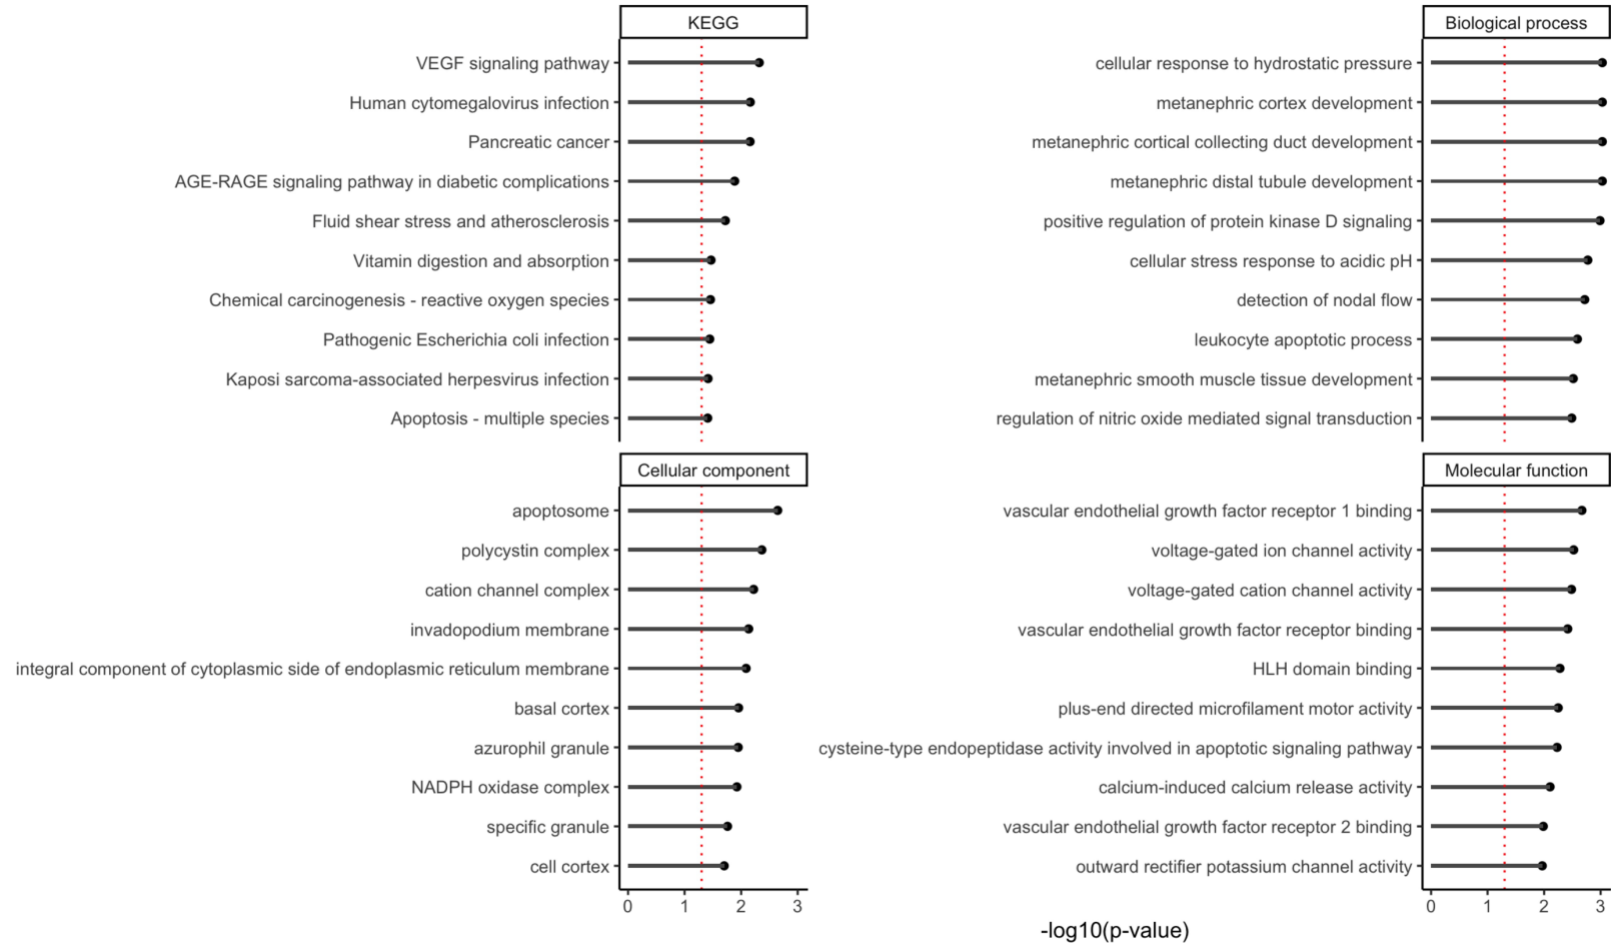 KEGG
VEGF signaling pathway
Human cytomegalovirus infection
Pancreatic cancer
AGE-RAGE signaling pathway in diabetic complications
Fluid shear stress and atherosclerosis
Vitamin digestion and absorption
Chemical carcinogenesis - reactive oxygen species
Pathogenic Escherichia coli infection
Kaposi sarcoma-associated herpesvirus infection
Apoptosis - multiple species
Biological process
cellular response to hydrostatic pressure
metanephric cortex development
metanephric cortical collecting duct development
metanephric distal tubule development
positive regulation of protein kinase D signaling
cellular stress response to acidic pH
detection of nodal flow
leukocyte apoptotic process
metanephric smooth muscle tissue development
regulation of nitric oxide mediated signal transduction
Cellular component
apoptosome
polycystin complex
cation channel complex
invadopodium membrane
integral component of cytoplasmic side of endoplasmic reticulum membrane
basal cortex
azurophil granule
NADPH oxidase complex
specific granule
cell cortex
0 1 2 3
Molecular function
vascular endothelial growth factor receptor 1 binding
voltage-gated ion channel activity
voltage-gated cation channel activity
vascular endothelial growth factor receptor binding
HLH domain binding
plus-end directed microfilament motor activity
cysteine-type endopeptidase activity involved in apoptotic signaling pathway
calcium-induced calcium release activity
vascular endothelial growth factor receptor 2 binding
outward rectifier potassium channel activity
0 1 2 3
-log10(p-value)